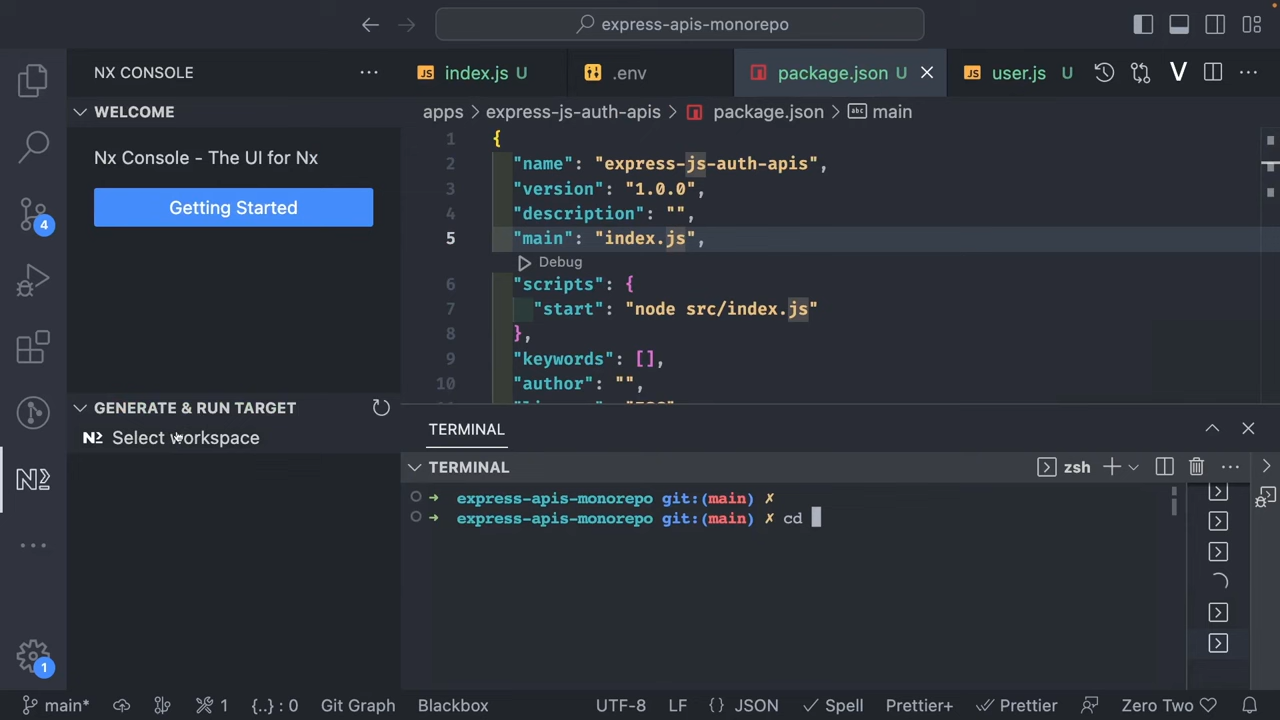 express-apis-monorepo
NX CONSOLE
WELCOME
Nx Console - The UI for Nx
Getting Started
4
GENERATE & RUN TARGET
Select workspace
1
index.js U
.env
package.json U
user.js U
apps > express-js-auth-apis > package.json > main
1 {
2 "name": "express-js-auth-apis",
3 "version": "1.0.0",
4 "description": "",
5 "main": "index.js",
Debug
6 "scripts": {
7 "start": "node src/index.js"
8 },
9 "keywords": [],
10 "author": "",
TERMINAL
TERMINAL
zsh
express-apis-monorepo git:(main) ✗
express-apis-monorepo git:(main) ✗ cd
main* 1 {..} : 0 Git Graph Blackbox UTF-8 LF {} JSON Spell Prettier+ Prettier Zero Two